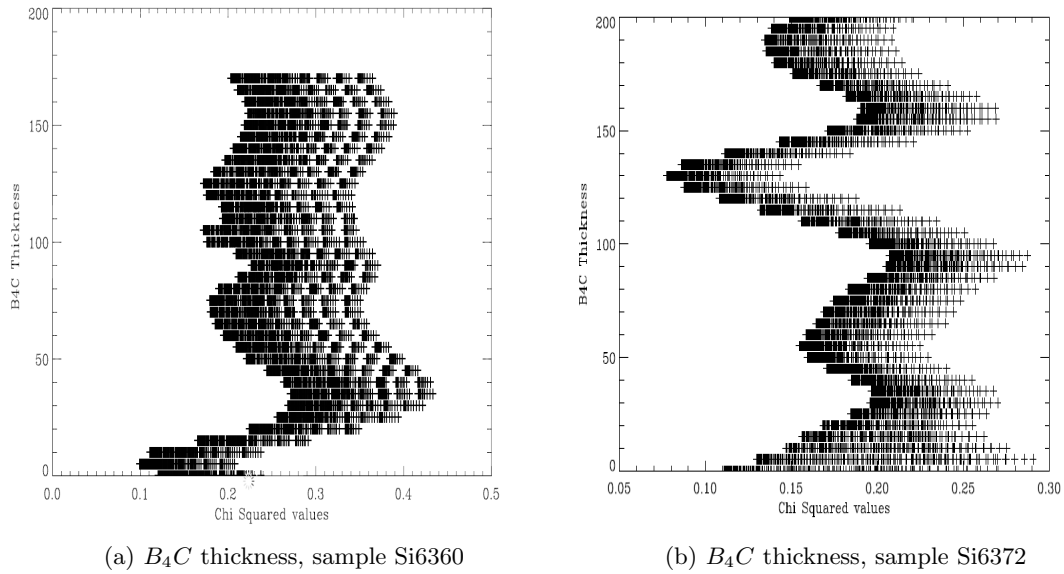 200
150
100
50
0
B4C Thickness
0.0 0.1 0.2 0.3 0.4 0.5
Chi Squared values
(a) B₄C thickness, sample Si6360
200
150
100
50
0
B4C Thickness
0.05 0.10 0.15 0.20 0.25 0.30
Chi Squared values
(b) B₄C thickness, sample Si6372